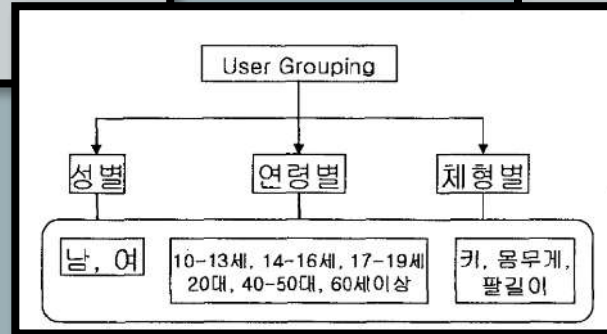 User Grouping
성별 연령별 체형별
남, 여
10-13세, 14-16세, 17-19세
20대, 40-50대, 60세이상
키, 몸무게,
팔길이